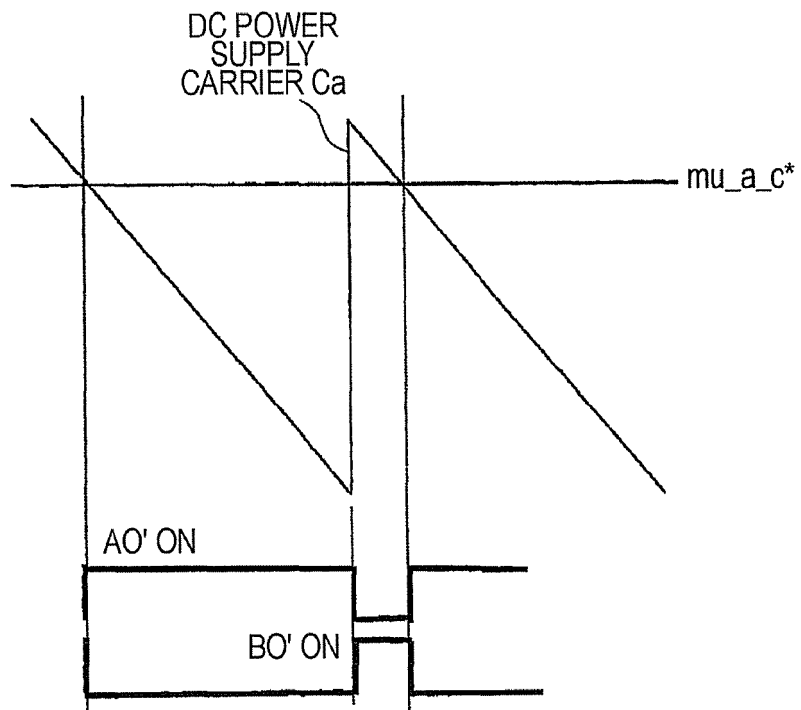 DC POWER
SUPPLY
CARRIER Ca
mu_a_c*
AO' ON
BO' ON